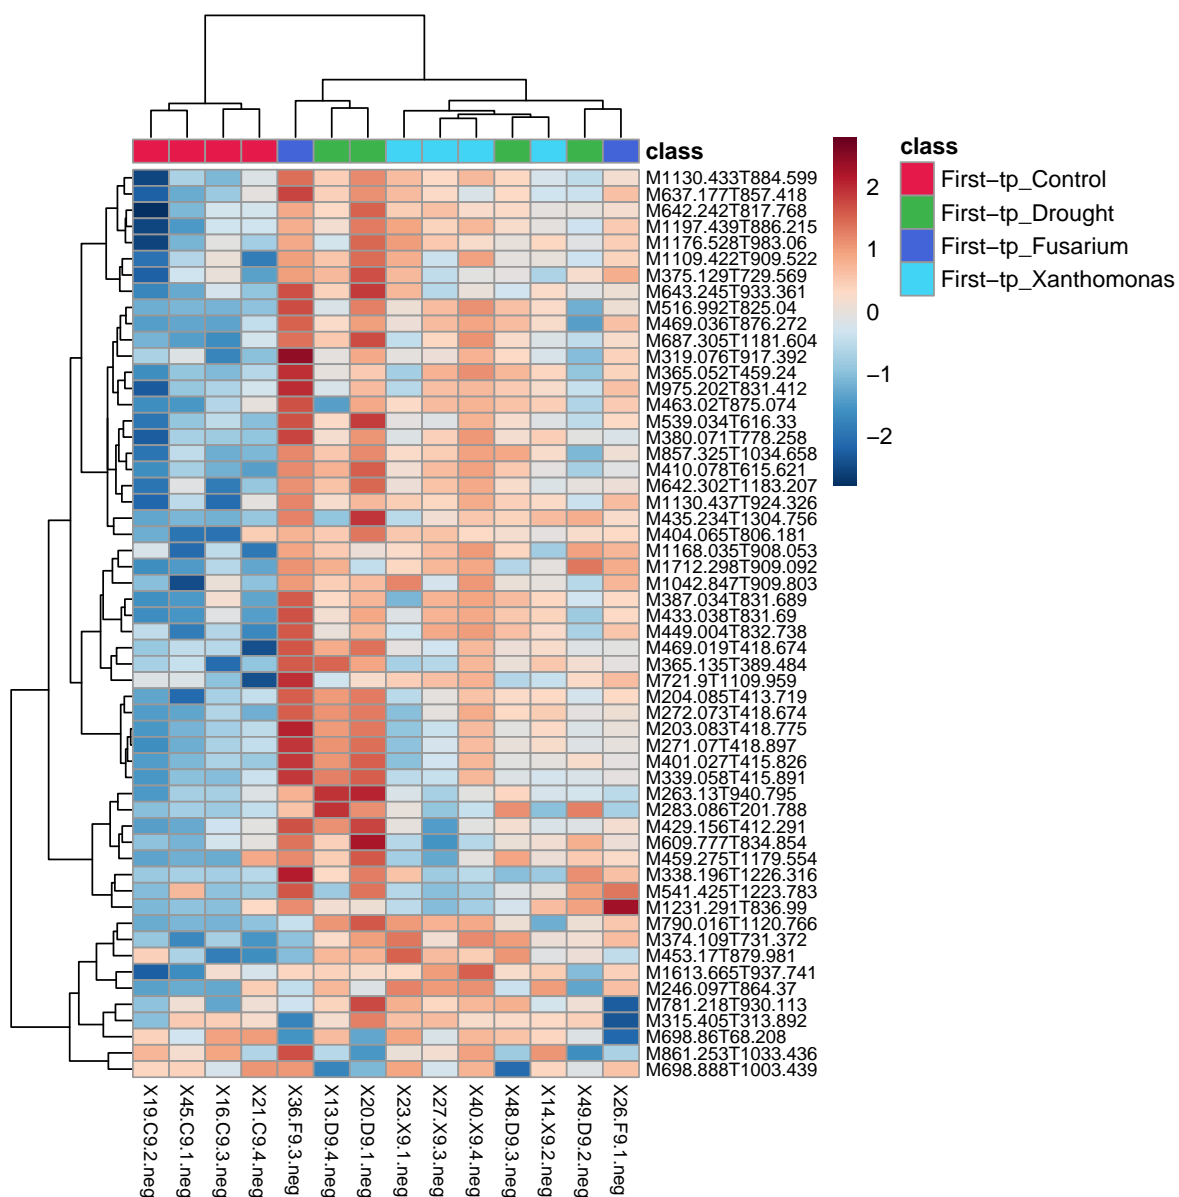 class
M1130.433T884.599
M637.177T857.418
M642.242T817.768
M1197.439T886.215
M1176.528T983.06
M1109.422T909.522
M375.129T729.569
M643.245T933.361
M516.992T825.04
M469.036T876.272
M687.305T1181.604
M319.076T917.392
M365.052T459.24
M975.202T831.412
M463.02T875.074
M539.034T616.33
M380.071T778.258
M857.325T1034.658
M410.078T615.621
M642.302T1183.207
M1130.437T924.326
M435.234T1304.756
M404.065T806.181
M1168.035T908.053
M1712.298T909.092
M1042.847T909.803
M387.034T831.689
M433.038T831.69
M449.004T832.738
M469.019T418.674
M365.135T389.484
M721.9T1109.959
M204.085T413.719
M272.073T418.674
M203.083T418.775
M271.07T418.897
M401.027T415.826
M339.058T415.891
M263.13T940.795
M283.086T201.788
M429.156T412.291
M609.777T834.854
M459.275T1179.554
M338.196T1226.316
M541.425T1223.783
M1231.291T836.99
M790.016T1120.766
M374.109T731.372
M453.17T879.981
M1613.665T937.741
M246.097T864.37
M781.218T930.113
M315.405T313.892
M698.86T68.208
M861.253T1033.436
M698.888T1003.439
X19.C9.2.neg
X45.C9.1.neg
X16.C9.3.neg
X21.C9.4.neg
X36.F9.3.neg
X13.D9.4.neg
X20.D9.1.neg
X23.X9.1.neg
X27.X9.3.neg
X40.X9.4.neg
X48.D9.3.neg
X14.X9.2.neg
X49.D9.2.neg
X26.F9.1.neg
2
1
0
−1
−2
class
First−tp_Control
First−tp_Drought
First−tp_Fusarium
First−tp_Xanthomonas